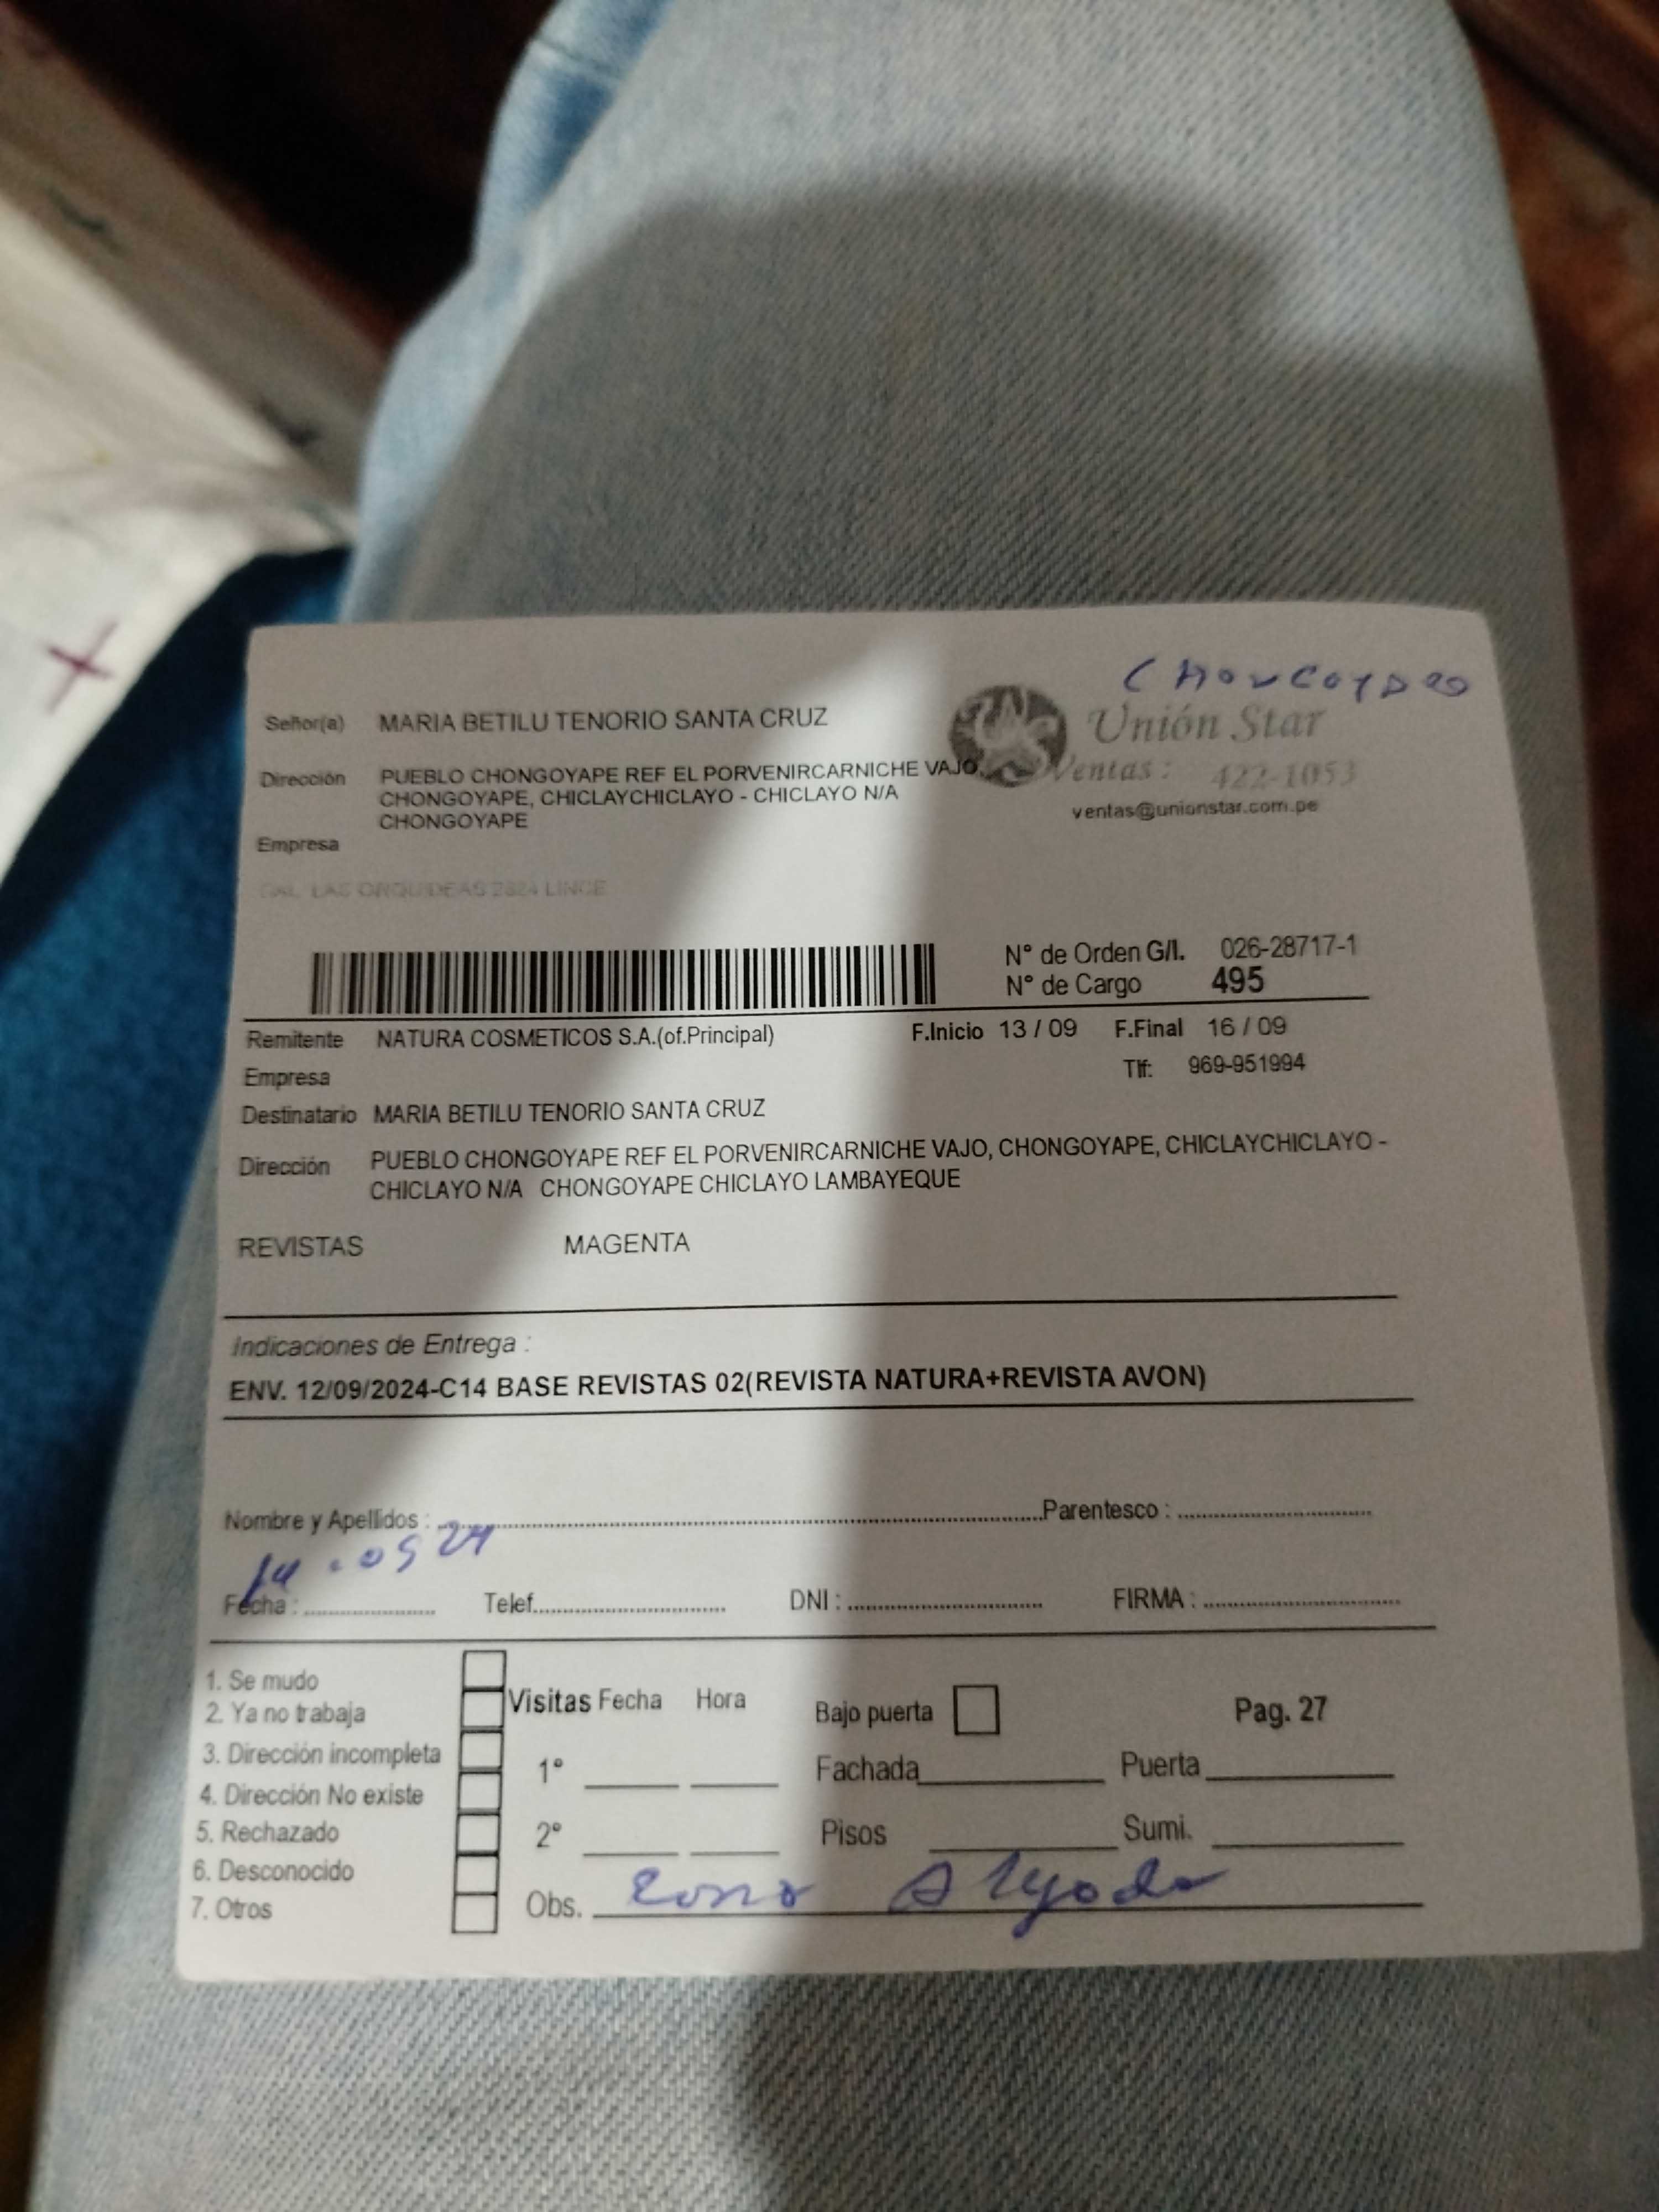 CHONGOYAPE
Señor(a) MARIA BETILU TENORIO SANTA CRUZ
Unión Star
Dirección PUEBLO CHONGOYAPE REF EL PORVENIRCARNICHE VAJO,
Ventas: 422-1053
CHONGOYAPE, CHICLAYCHICLAYO - CHICLAYO N/A
ventas@unionstar.com.pe
CHONGOYAPE
Empresa
CAL. LAS ORQUIDEAS 2824 LINCE
N° de Orden G/I. 026-28717-1
N° de Cargo 495
Remitente NATURA COSMETICOS S.A.(of.Principal) F.Inicio 13 / 09 F.Final 16 / 09
Empresa Tlf: 969-951994
Destinatario MARIA BETILU TENORIO SANTA CRUZ
Dirección PUEBLO CHONGOYAPE REF EL PORVENIRCARNICHE VAJO, CHONGOYAPE, CHICLAYCHICLAYO -
CHICLAYO N/A CHONGOYAPE CHICLAYO LAMBAYEQUE
REVISTAS MAGENTA
Indicaciones de Entrega :
ENV. 12/09/2024-C14 BASE REVISTAS 02(REVISTA NATURA+REVISTA AVON)
Nombre y Apellidos : Parentesco :
14 . 09 24
Fecha : Telef. DNI : FIRMA :
1. Se mudo
2. Ya no trabaja Visitas Fecha Hora Bajo puerta Pag. 27
3. Dirección incompleta 1° Fachada Puerta
4. Dirección No existe
5. Rechazado 2° Pisos Sumi.
6. Desconocido
7. Otros Obs.